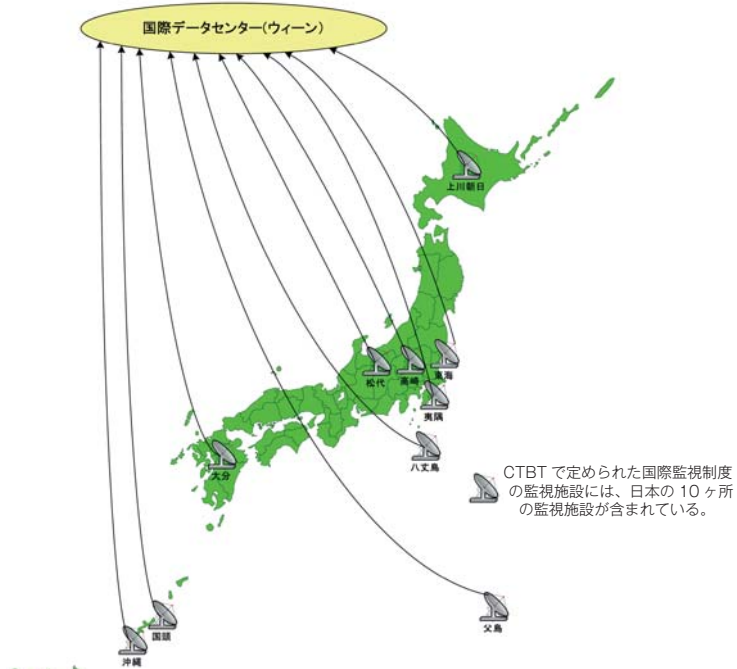 国際データセンター(ウィーン)
上川朝日
松代
高崎
東海
夷隅
八丈島
大分
CTBT で定められた国際監視制度
の監視施設には、日本の 10 ヶ所
の監視施設が含まれている。
父島
国頭
沖縄